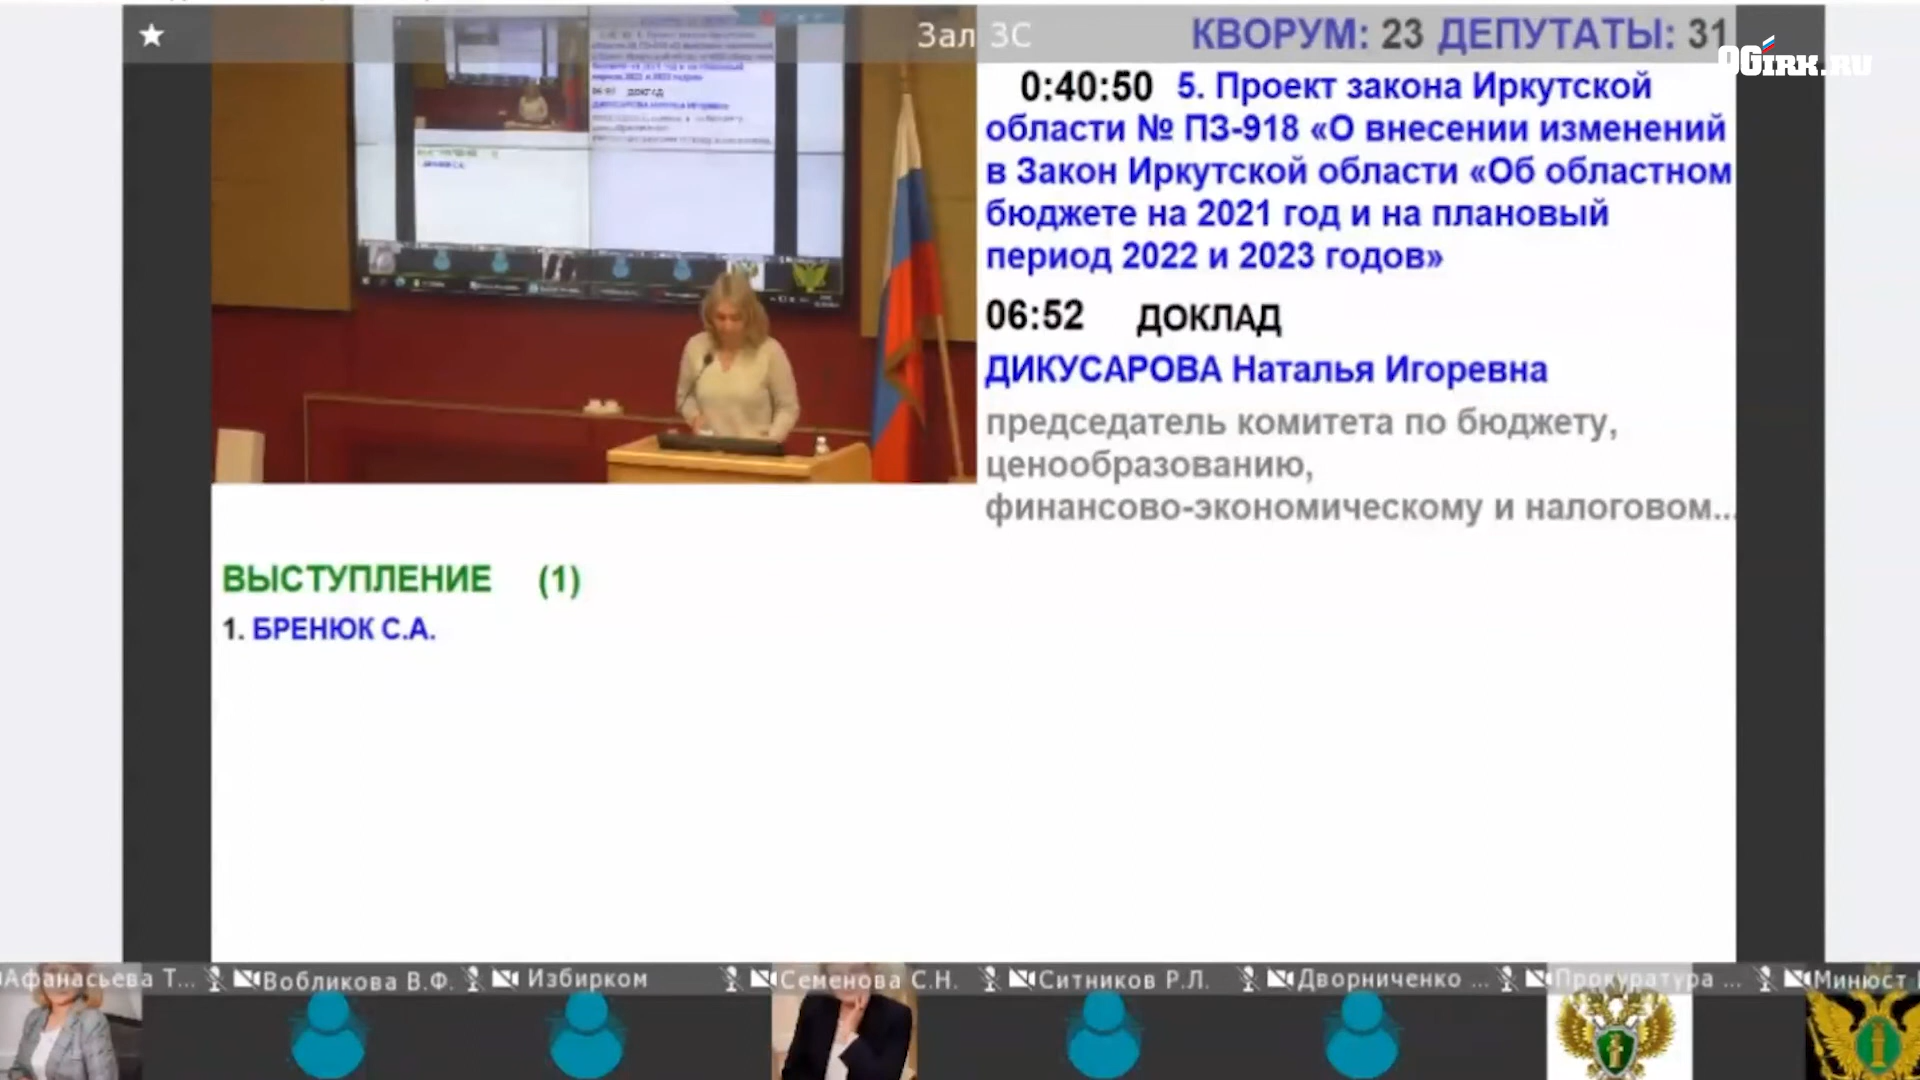 Зал ЗС
КВОРУМ: 23 ДЕПУТАТЫ: 31
OGIRK.RU
0:40:50 5. Проект закона Иркутской
области № ПЗ-918 «О внесении изменений
в Закон Иркутской области «Об областном
бюджете на 2021 год и на плановый
период 2022 и 2023 годов»
06:52 ДОКЛАД
ДИКУСАРОВА Наталья Игоревна
председатель комитета по бюджету,
ценообразованию,
финансово-экономическому и налоговом...
ВЫСТУПЛЕНИЕ (1)
1. БРЕНЮК С.А.
Афанасьева Т... Вобликова В.Ф. Избирком Семенова С.Н. Ситников Р.Л. Дворниченко ... Прокуратура ... Минюст